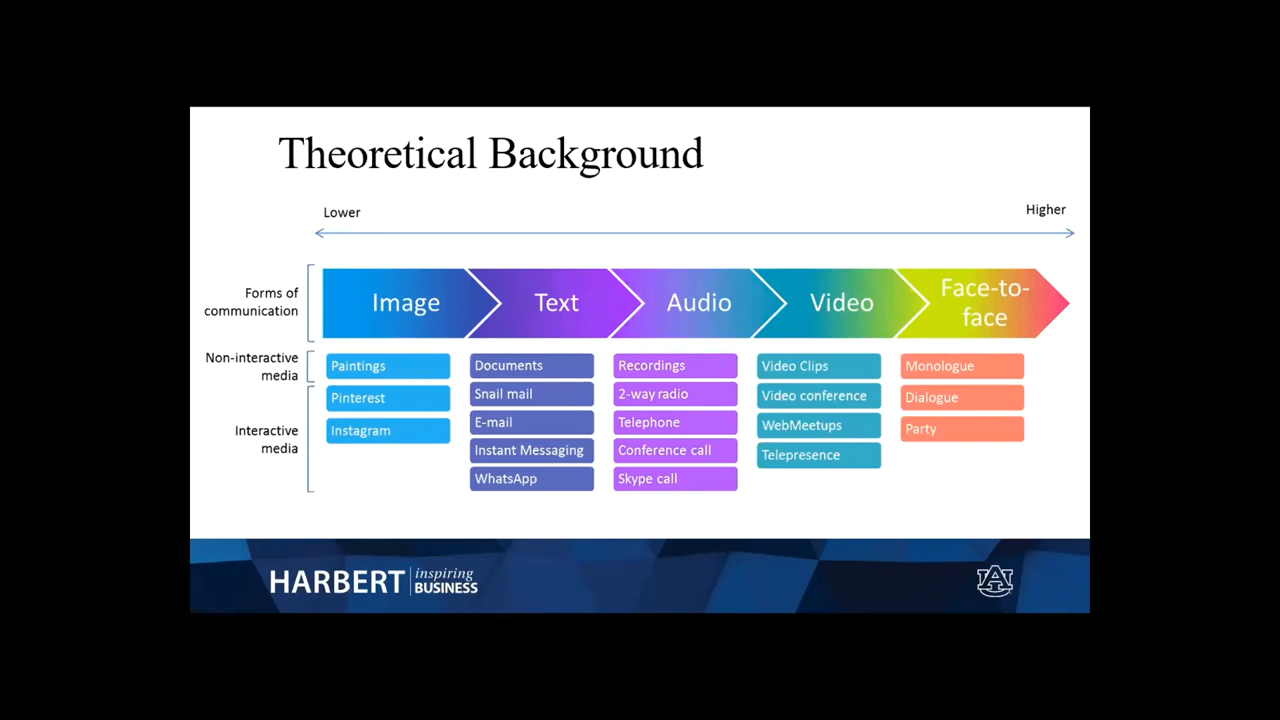 Theoretical Background
Lower
Higher
Forms of
communication
Image
Text
Audio
Video
Face-to-
face
Non-interactive
media
Paintings
Documents
Recordings
Video Clips
Monologue
Interactive
media
Pinterest
Instagram
Snail mail
E-mail
Instant Messaging
WhatsApp
2-way radio
Telephone
Conference call
Skype call
Video conference
WebMeetups
Telepresence
Dialogue
Party
HARBERT
inspiring
BUSINESS
AU